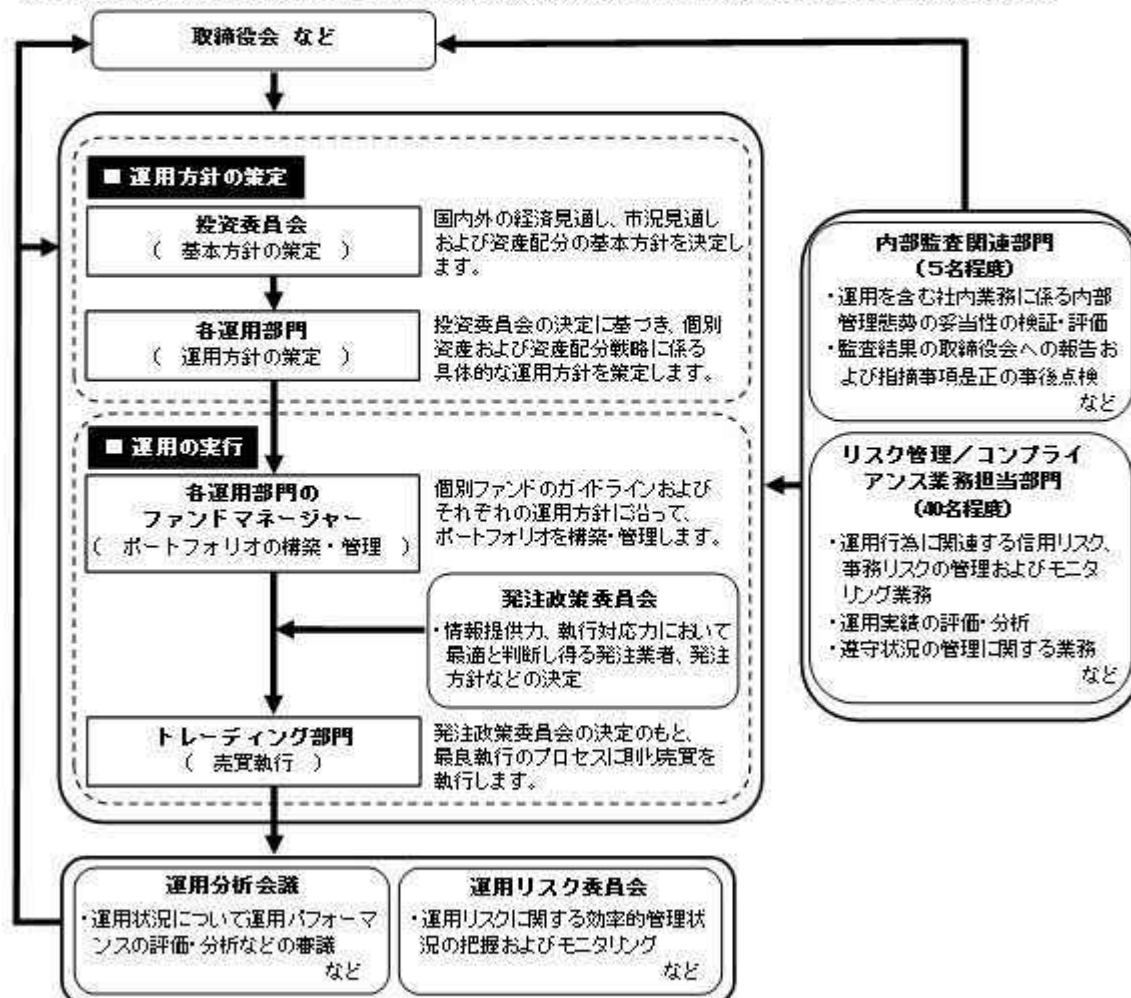 取締役会 など
■ 運用方針の策定
投資委員会
( 基本方針の策定 )
国内外の経済見通し、市況見通し
および資産配分の基本方針を決定し
ます。
各運用部門
( 運用方針の策定 )
投資委員会の決定に基づき、個別
資産および資産配分戦略に係る
具体的な運用方針を策定します。
■ 運用の実行
各運用部門の
ファンドマネージャー
( ポートフォリオの構築・管理 )
個別ファンドのガイドラインおよび
それぞれの運用方針に沿って、
ポートフォリオを構築・管理します。
発注政策委員会
・情報提供力、執行対応力において
最適と判断し得る発注業者、発注
方針などの決定
トレーディング部門
( 売買執行 )
発注政策委員会の決定のもと、
最良執行のプロセスに則り売買を
執行します。
内部監査関連部門
(5名程度)
・運用を含む社内業務に係る内部
管理態勢の妥当性の検証・評価
・監査結果の取締役会への報告お
よび指摘事項是正の事後点検
など
リスク管理/コンプライ
アンス業務担当部門
(40名程度)
・運用行為に関連する信用リスク、
事務リスクの管理およびモニタ
リング業務
・運用実績の評価・分析
・遵守状況の管理に関する業務
など
運用分析会議
・運用状況について運用パフォーマ
ンスの評価・分析などの審議
など
運用リスク委員会
・運用リスクに関する効率的管理状
況の把握およびモニタリング
など